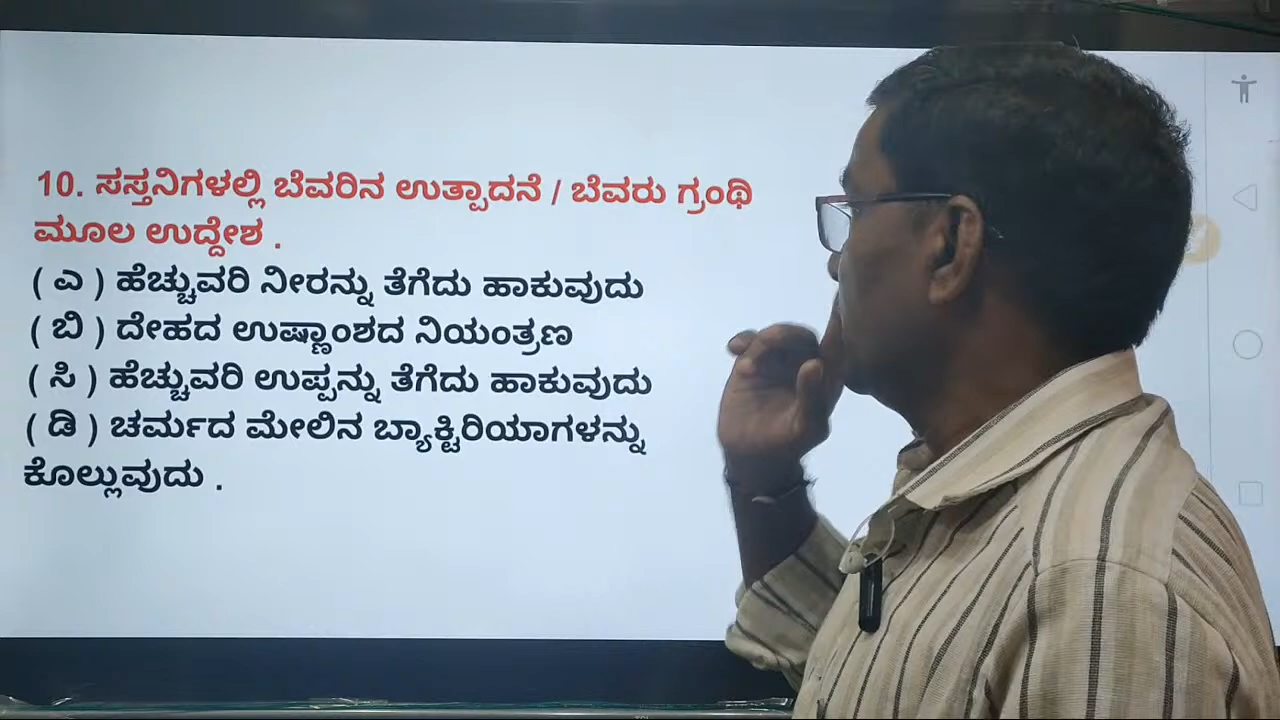 10. ಸಸ್ತನಿಗಳಲ್ಲಿ ಬೆವರಿನ ಉತ್ಪಾದನೆ / ಬೆವರು ಗ್ರಂಥಿ
ಮೂಲ ಉದ್ದೇಶ .
( ಎ ) ಹೆಚ್ಚುವರಿ ನೀರನ್ನು ತೆಗೆದು ಹಾಕುವುದು
( ಬಿ ) ದೇಹದ ಉಷ್ಣಾಂಶದ ನಿಯಂತ್ರಣ
( ಸಿ ) ಹೆಚ್ಚುವರಿ ಉಪ್ಪನ್ನು ತೆಗೆದು ಹಾಕುವುದು
( ಡಿ ) ಚರ್ಮದ ಮೇಲಿನ ಬ್ಯಾಕ್ಟಿರಿಯಾಗಳನ್ನು
ಕೊಲ್ಲುವುದು .